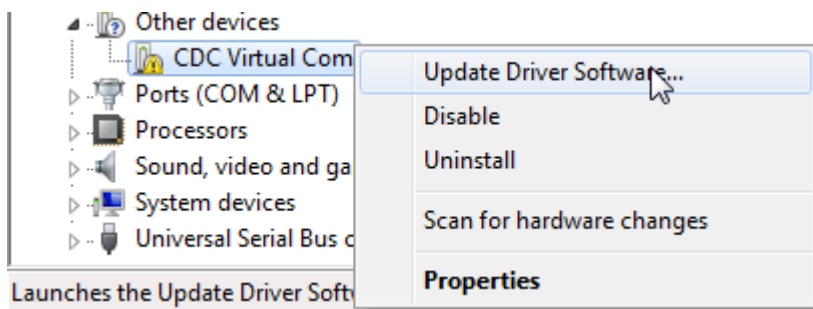 Other devices
CDC Virtual Com
Ports (COM & LPT)
Processors
Sound, video and ga
System devices
Universal Serial Bus c
Update Driver Software...
Disable
Uninstall
Scan for hardware changes
Properties
Launches the Update Driver Soft